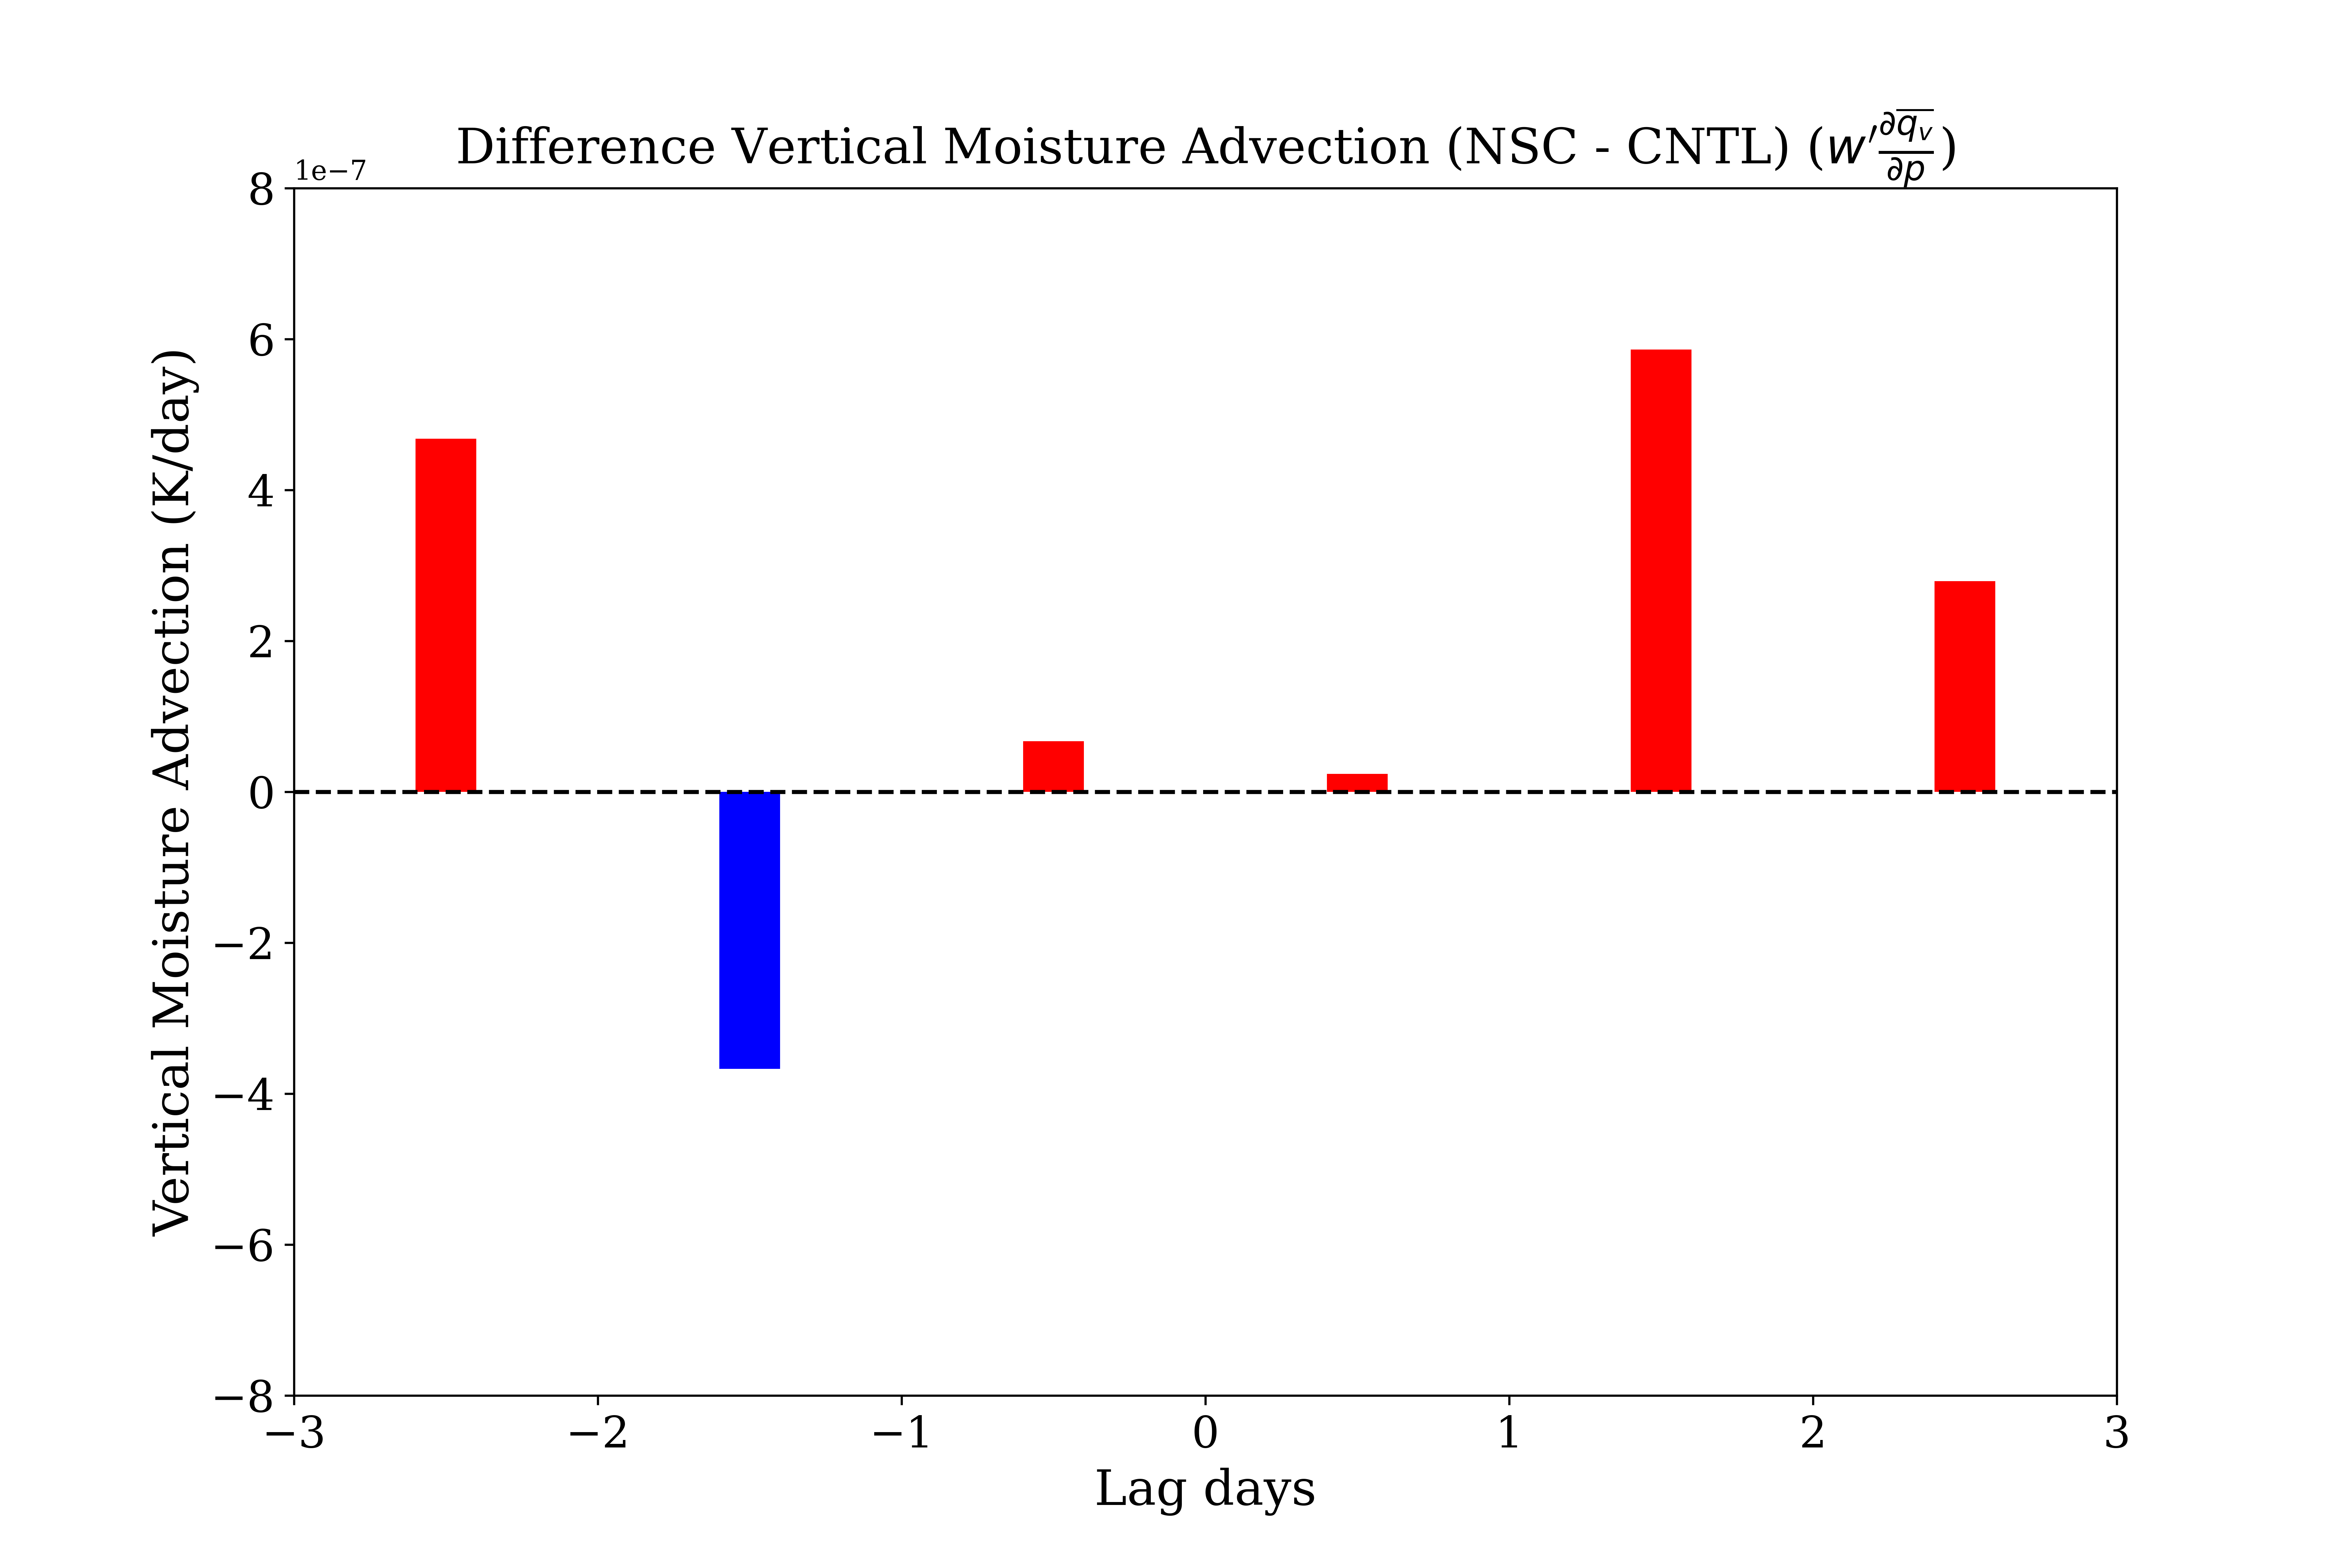 Difference Vertical Moisture Advection (NSC - CNTL) (w′∂q̅ᵥ/∂p)
1e−7
8
6
4
2
0
−2
−4
−6
−8
Vertical Moisture Advection (K/day)
−3 −2 −1 0 1 2 3
Lag days